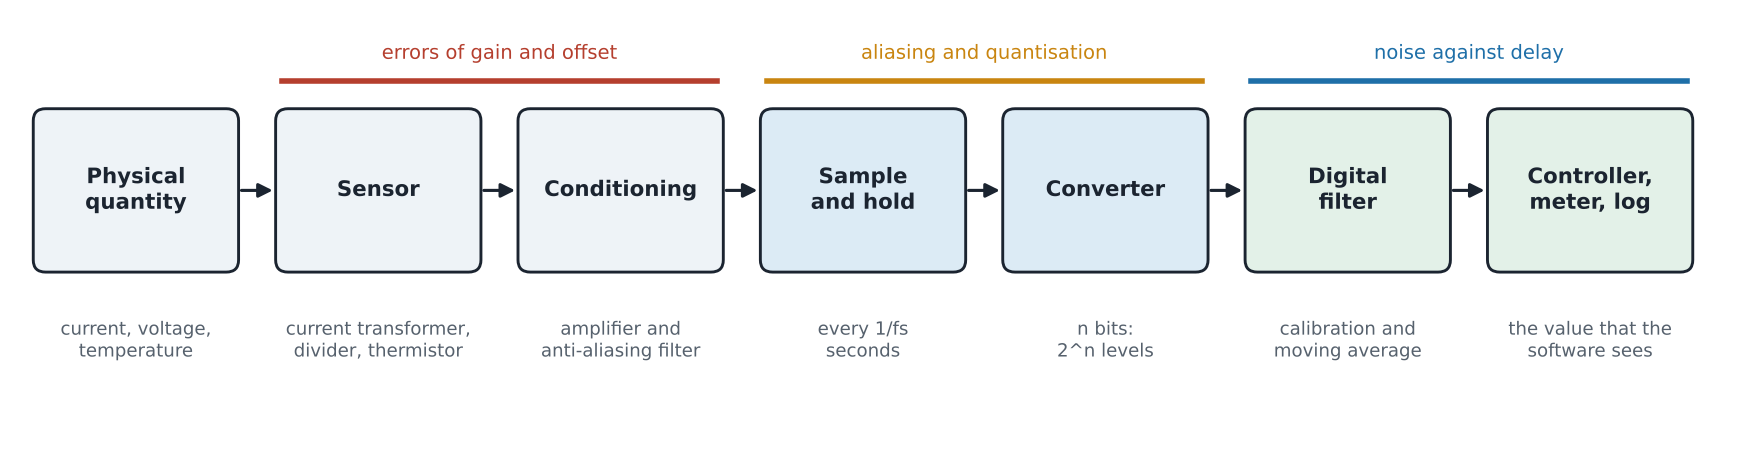 errors of gain and offset
aliasing and quantisation
noise against delay
Physical
quantity
Sensor
Conditioning
Sample
and hold
Converter
Digital
filter
Controller,
meter, log
current, voltage,
temperature
current transformer,
divider, thermistor
amplifier and
anti-aliasing filter
every 1/fs
seconds
n bits:
2^n levels
calibration and
moving average
the value that the
software sees